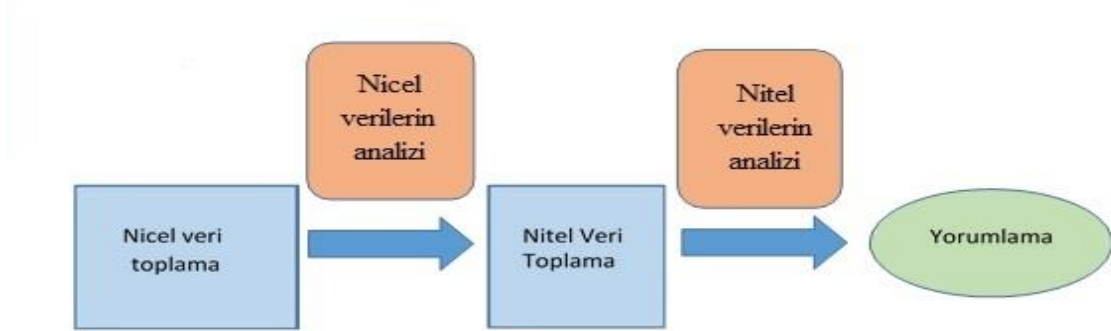 Nicel veri
toplama
Nicel
verilerin
analizi
Nitel Veri
Toplama
Nitel
verilerin
analizi
Yorumlama